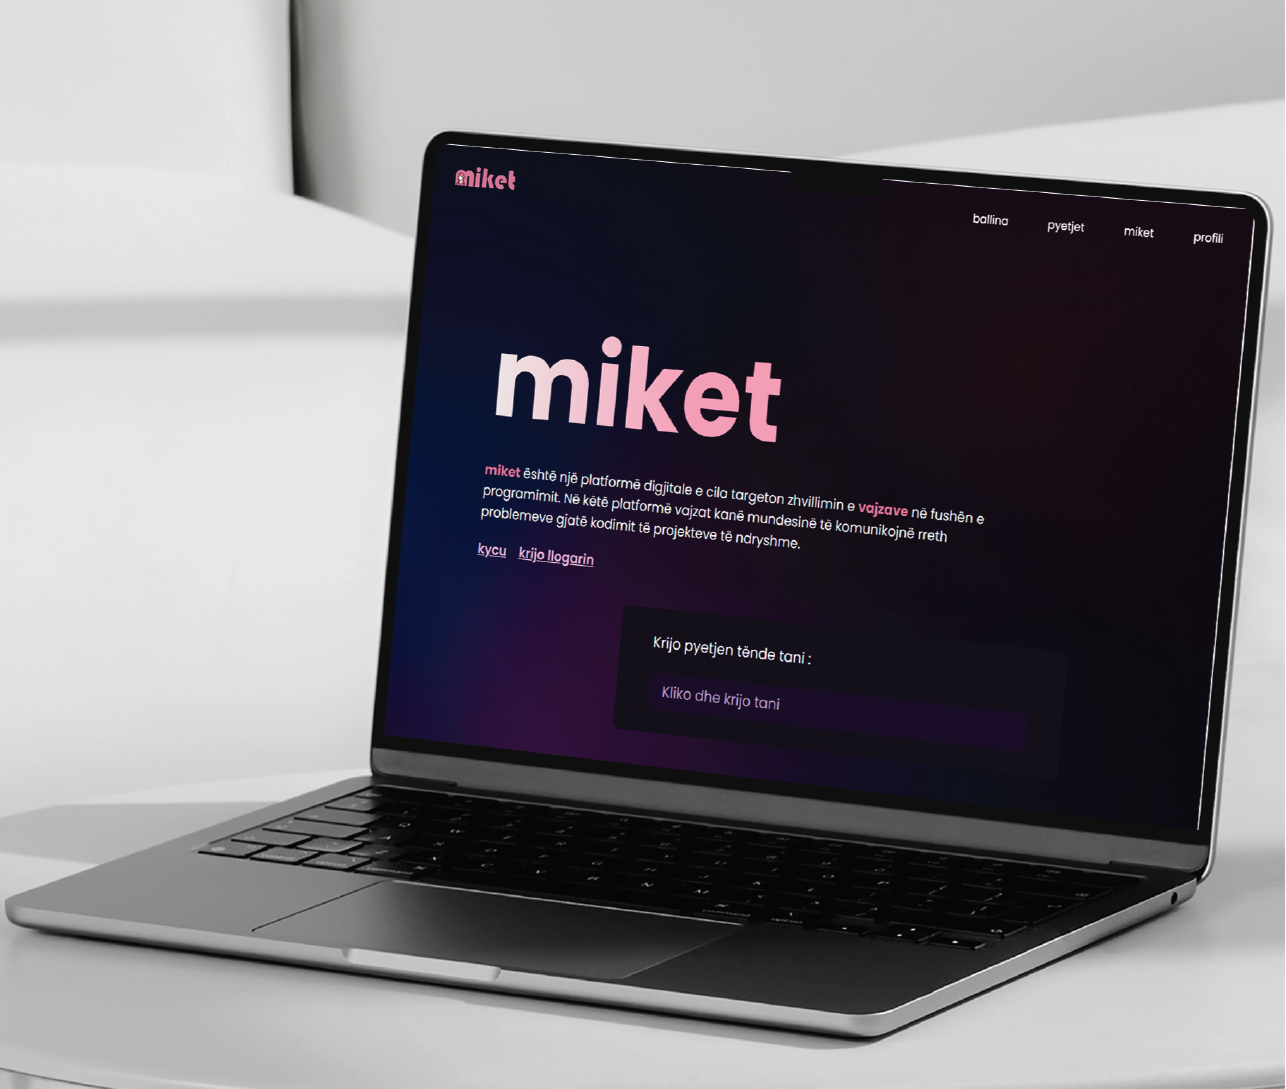 miket
ballina pyetjet miket profili
miket
miket është një platformë digjitale e cila targeton zhvillimin e vajzave në fushën e
programimit. Në këtë platformë vajzat kanë mundesinë të komunikojnë rreth
problemeve gjatë kodimit të projekteve të ndryshme.
kycu krijo llogarin
Krijo pyetjen tënde tani :
Kliko dhe krijo tani